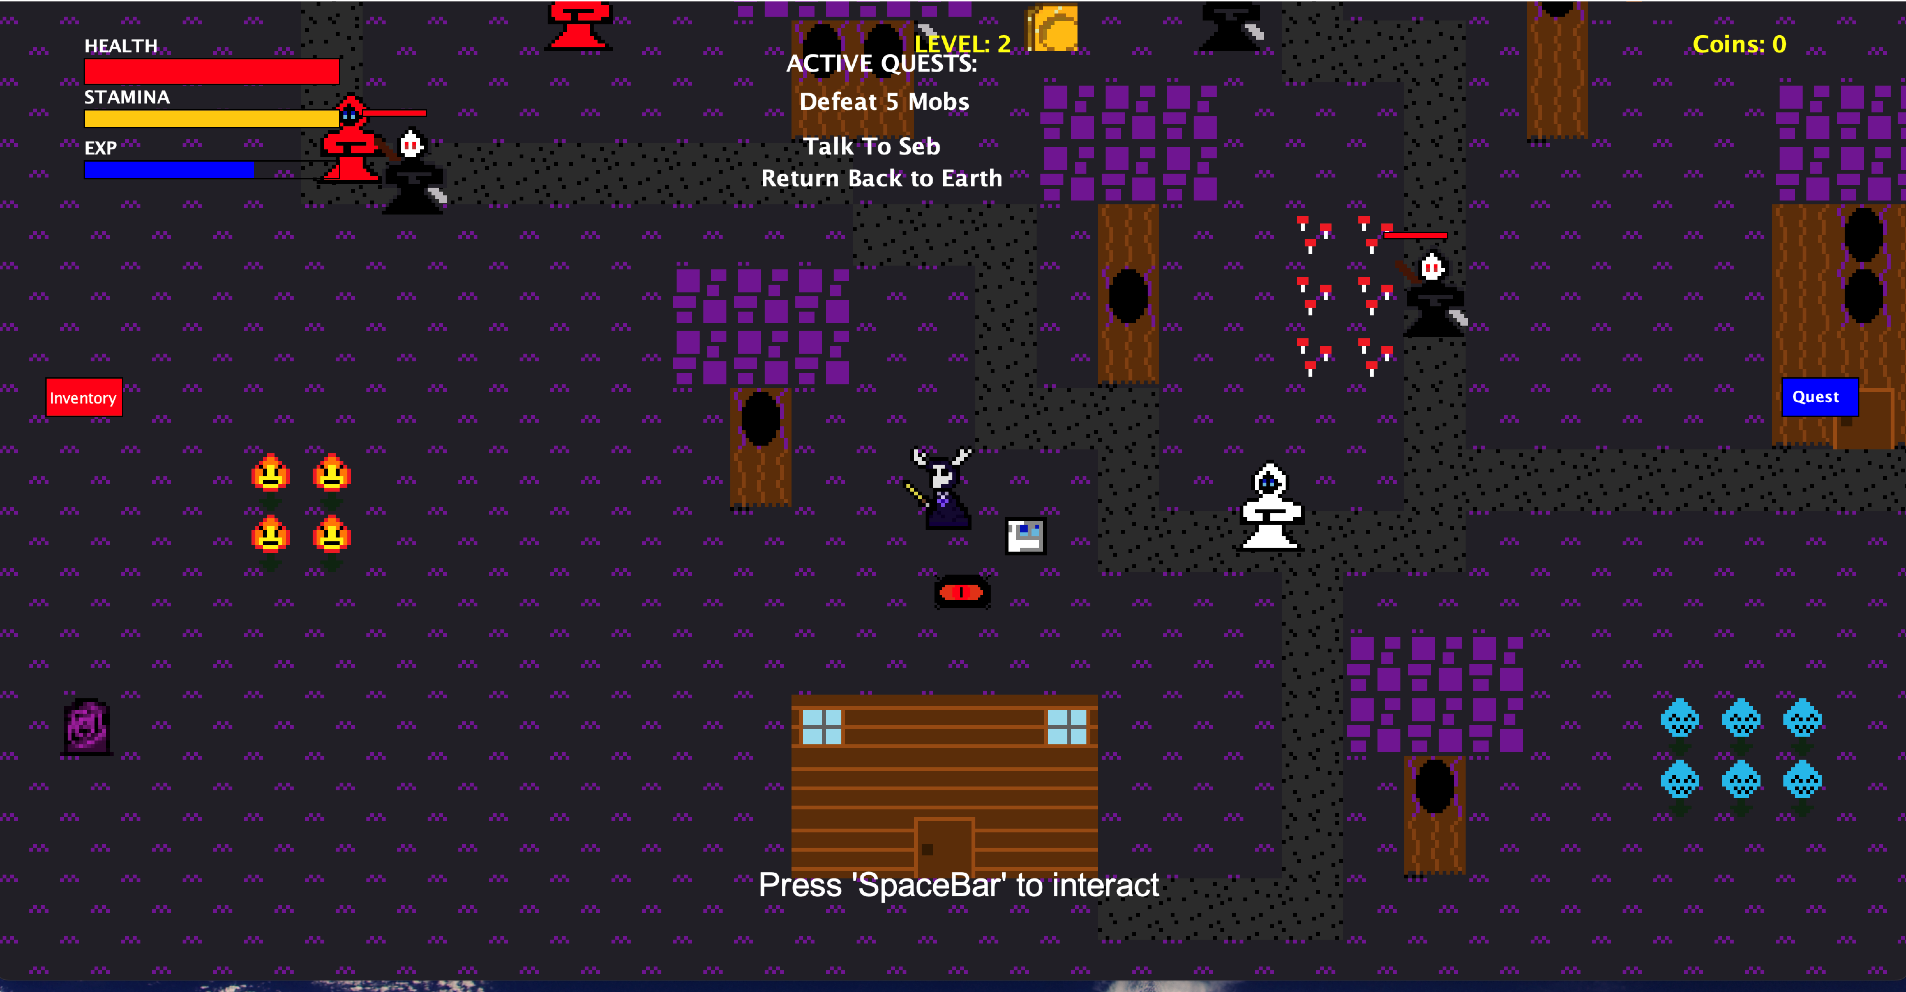 HEALTH
STAMINA
EXP
LEVEL: 2
ACTIVE QUESTS:
Defeat 5 Mobs
Talk To Seb
Return Back to Earth
Coins: 0
Inventory
Quest
Press 'SpaceBar' to interact